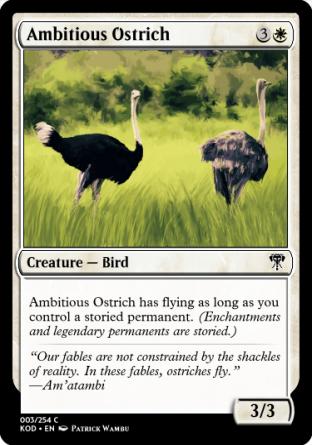 Ambitious Ostrich 3
Creature — Bird
Ambitious Ostrich has flying as long as you
control a storied permanent. (Enchantments
and legendary permanents are storied.)
“Our fables are not constrained by the shackles
of reality. In these fables, ostriches fly.”
—Am’atambi
003/254 C
KOD • EN Patrick Wambu
3/3